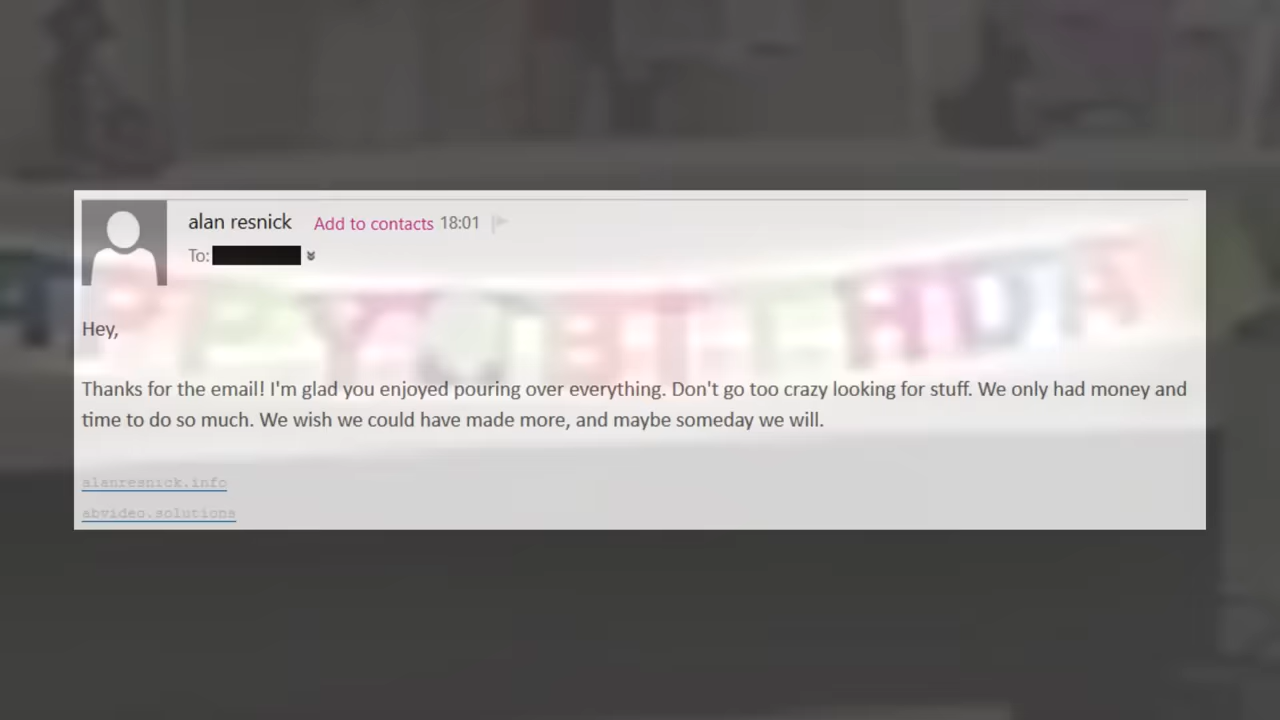 PPY BIRTHDA
alan resnick Add to contacts 18:01
To:
Hey,
Thanks for the email! I'm glad you enjoyed pouring over everything. Don't go too crazy looking for stuff. We only had money and
time to do so much. We wish we could have made more, and maybe someday we will.
alanresnick.info
abvideo.solutions